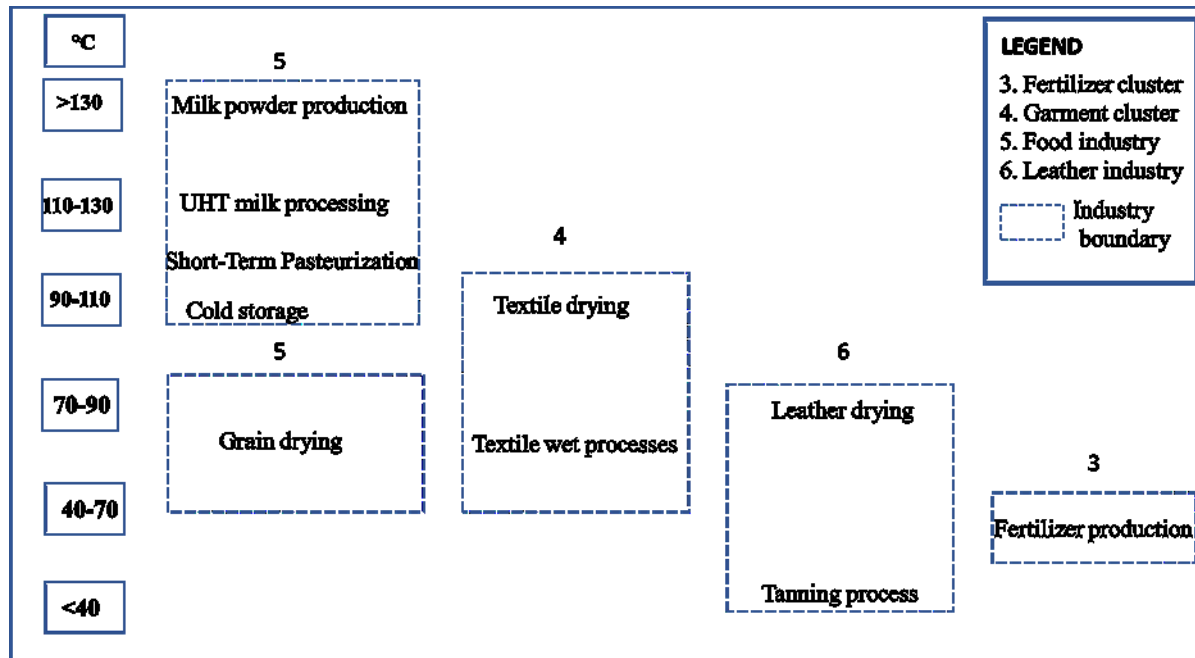 °C
>130
110-130
90-110
70-90
40-70
<40
5
Milk powder production
UHT milk processing
Short-Term Pasteurization
Cold storage
5
Grain drying
4
Textile drying
Textile wet processes
6
Leather drying
Tanning process
3
Fertilizer production
LEGEND
3. Fertilizer cluster
4. Garment cluster
5. Food industry
6. Leather industry
Industry
boundary